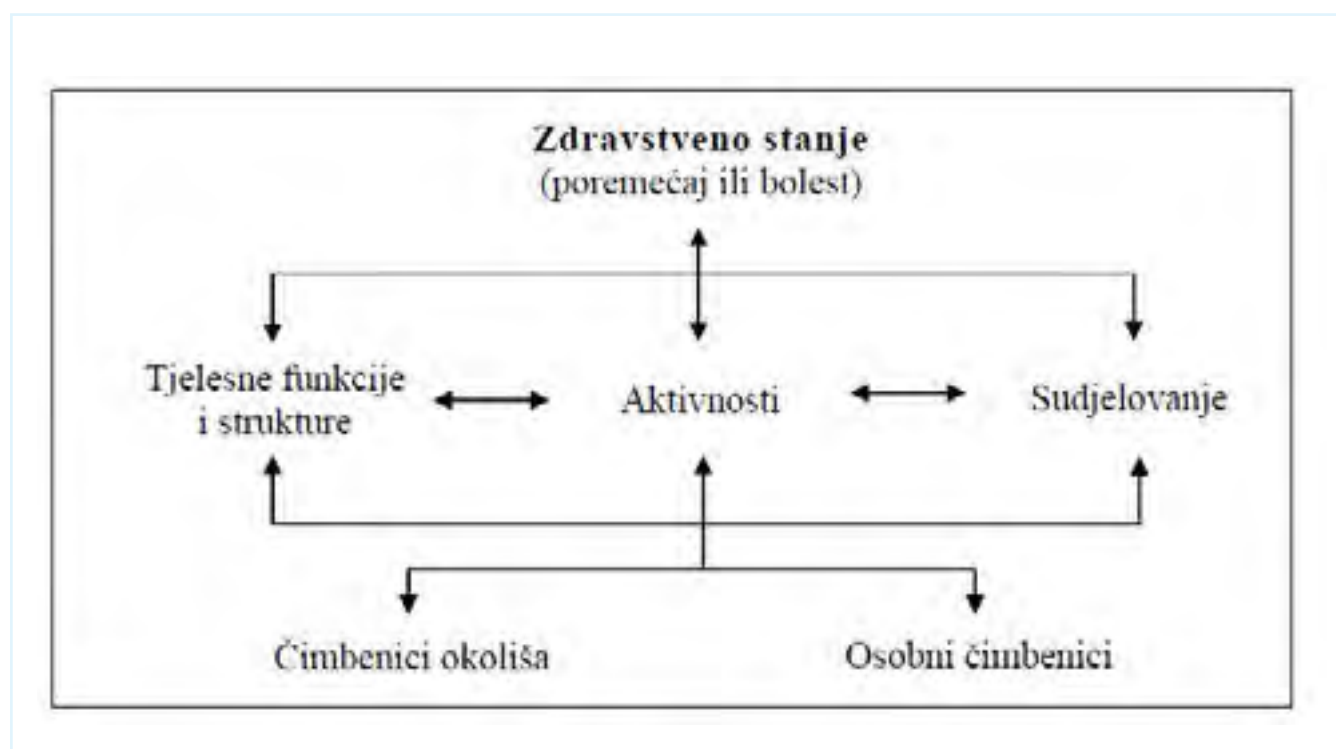 Zdravstveno stanje
(poremećaj ili bolest)
Tjelesne funkcije
i strukture
Aktivnosti
Sudjelovanje
Čimbenici okoliša
Osobni čimbenici